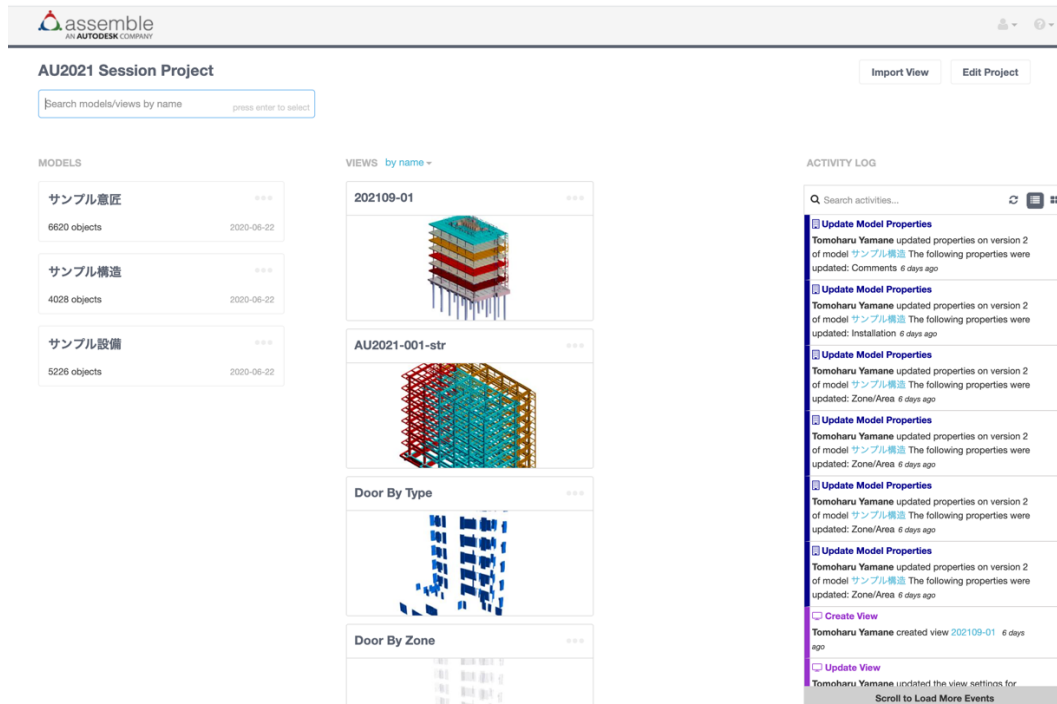 assemble
AN AUTODESK COMPANY
AU2021 Session Project
Import View
Edit Project
Search models/views by name
press enter to select
MODELS
サンプル意匠
6620 objects
2020-06-22
サンプル構造
4028 objects
2020-06-22
サンプル設備
5226 objects
2020-06-22
VIEWS by name
202109-01
AU2021-001-str
Door By Type
Door By Zone
ACTIVITY LOG
Search activities...
Update Model Properties
Tomoharu Yamane updated properties on version 2
of model サンプル構造 The following properties were
updated: Comments 6 days ago
Update Model Properties
Tomoharu Yamane updated properties on version 2
of model サンプル構造 The following properties were
updated: Installation 6 days ago
Update Model Properties
Tomoharu Yamane updated properties on version 2
of model サンプル構造 The following properties were
updated: Zone/Area 6 days ago
Update Model Properties
Tomoharu Yamane updated properties on version 2
of model サンプル構造 The following properties were
updated: Zone/Area 6 days ago
Update Model Properties
Tomoharu Yamane updated properties on version 2
of model サンプル構造 The following properties were
updated: Zone/Area 6 days ago
Update Model Properties
Tomoharu Yamane updated properties on version 2
of model サンプル構造 The following properties were
updated: Zone/Area 6 days ago
Create View
Tomoharu Yamane created view 202109-01 6 days
ago
Update View
Tomoharu Yamane updated the view settings for
Scroll to Load More Events